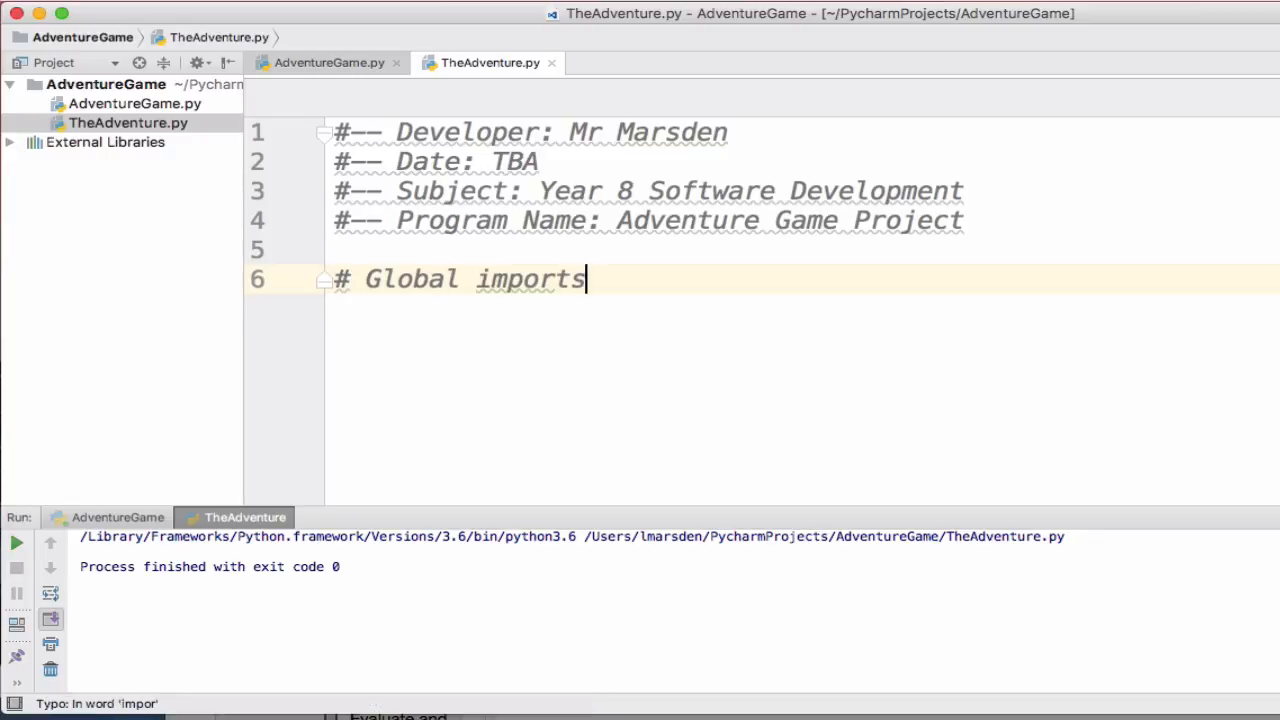 TheAdventure.py - AdventureGame - [~/PycharmProjects/AdventureGame]
AdventureGame TheAdventure.py
Project AdventureGame.py TheAdventure.py
AdventureGame ~/Pycharm
AdventureGame.py
TheAdventure.py
External Libraries
1 #-- Developer: Mr Marsden
2 #-- Date: TBA
3 #-- Subject: Year 8 Software Development
4 #-- Program Name: Adventure Game Project
5
6 # Global imports
Run: AdventureGame TheAdventure
/Library/Frameworks/Python.framework/Versions/3.6/bin/python3.6 /Users/lmarsden/PycharmProjects/AdventureGame/TheAdventure.py
Process finished with exit code 0
Typo: In word 'impor'
Evaluate and